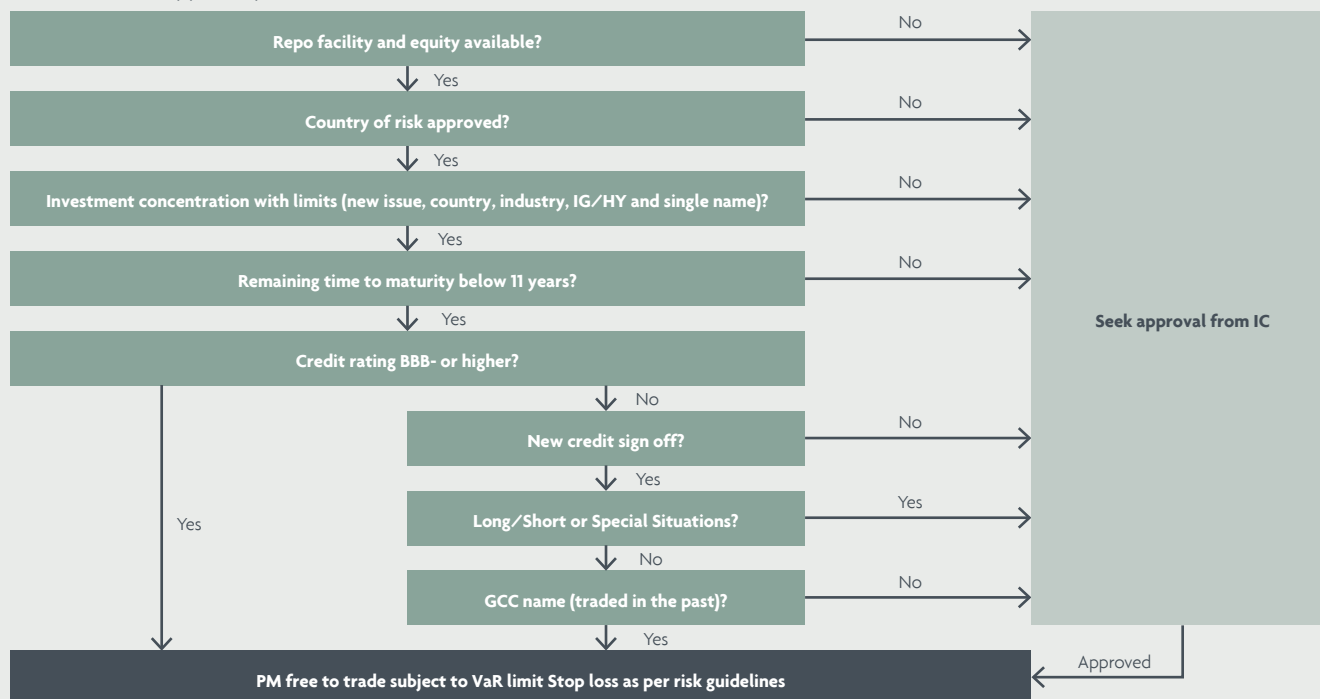 Repo facility and equity available?
No
Yes
Country of risk approved?
No
Yes
Investment concentration with limits (new issue, country, industry, IG/HY and single name)?
No
Yes
Remaining time to maturity below 11 years?
No
Yes
Seek approval from IC
Credit rating BBB- or higher?
No
New credit sign off?
No
Yes
Yes
Long/Short or Special Situations?
Yes
No
GCC name (traded in the past)?
No
Yes
Approved
PM free to trade subject to VaR limit Stop loss as per risk guidelines